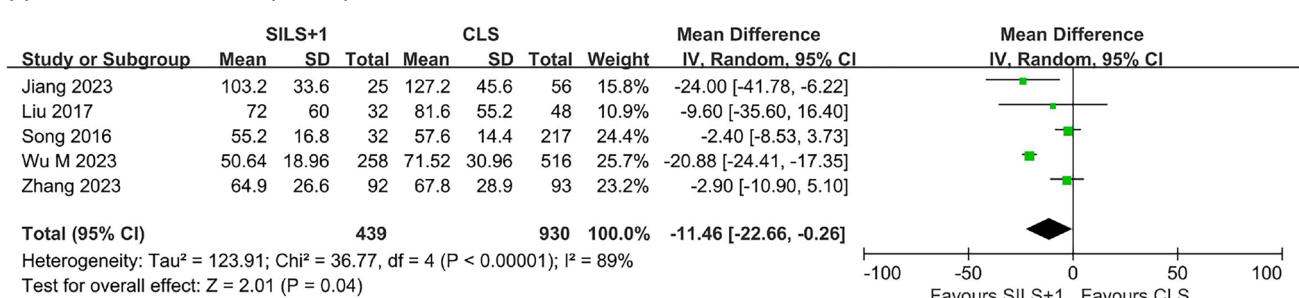 SILS+1 CLS Mean Difference Mean Difference
Study or Subgroup Mean SD Total Mean SD Total Weight IV, Random, 95% CI IV, Random, 95% CI
Jiang 2023 103.2 33.6 25 127.2 45.6 56 15.8% -24.00 [-41.78, -6.22]
Liu 2017 72 60 32 81.6 55.2 48 10.9% -9.60 [-35.60, 16.40]
Song 2016 55.2 16.8 32 57.6 14.4 217 24.4% -2.40 [-8.53, 3.73]
Wu M 2023 50.64 18.96 258 71.52 30.96 516 25.7% -20.88 [-24.41, -17.35]
Zhang 2023 64.9 26.6 92 67.8 28.9 93 23.2% -2.90 [-10.90, 5.10]
Total (95% CI) 439 930 100.0% -11.46 [-22.66, -0.26]
Heterogeneity: Tau² = 123.91; Chi² = 36.77, df = 4 (P < 0.00001); I² = 89%
Test for overall effect: Z = 2.01 (P = 0.04)
-100 -50 0 50 100
Favours SILS+1 Favours CLS